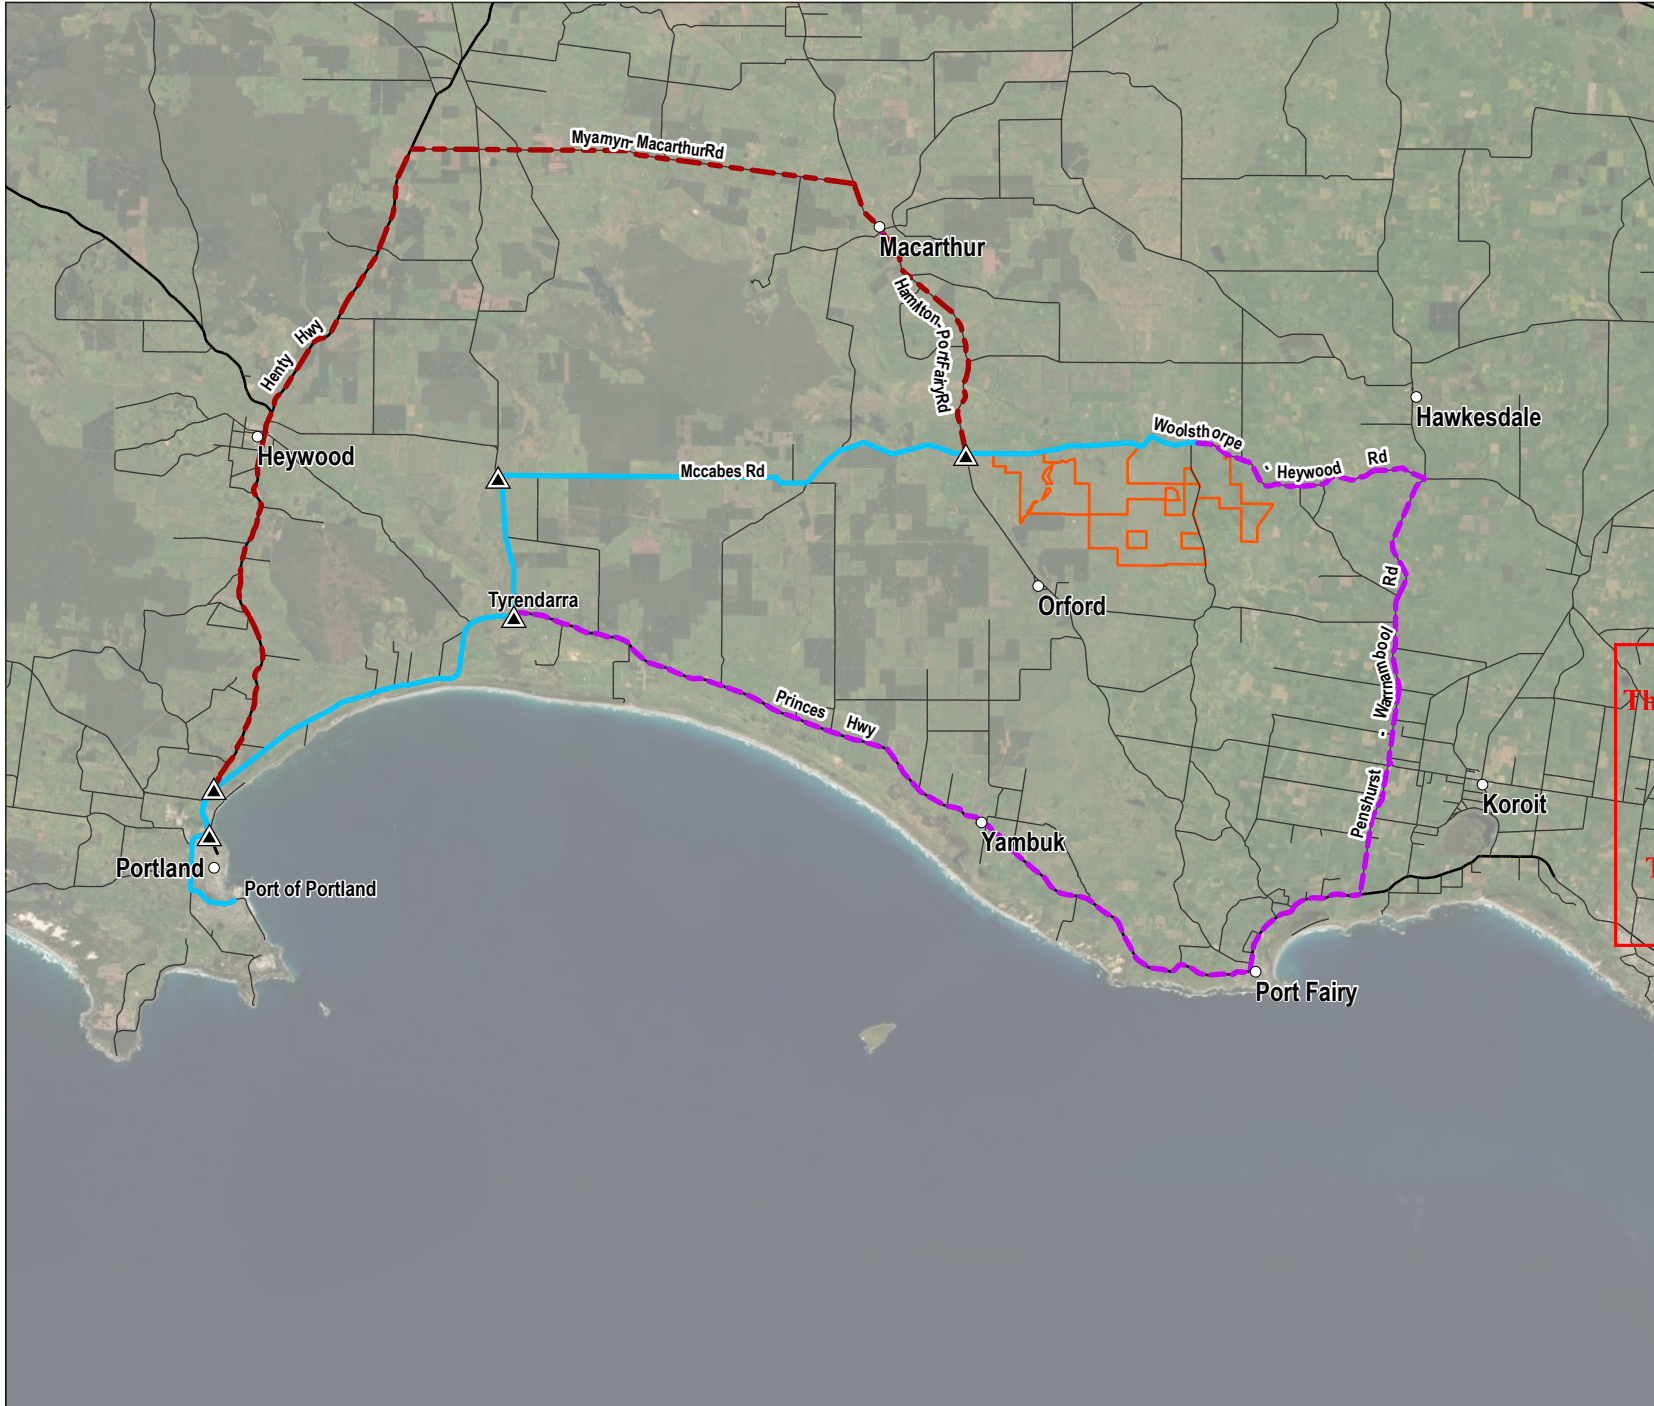 Myamyn- MacarthurRd
Macarthur
Hamilton-PortFairyRd
Henty Hwy
Heywood
Hawkesdale
Woolsthorpe
- Heywood Rd
Mccabes Rd
Tyrendarra
Orford
Princes Hwy
Penshurst - Warrnambool Rd
Th
Koroit
Yambuk
Portland
Port of Portland
T
Port Fairy